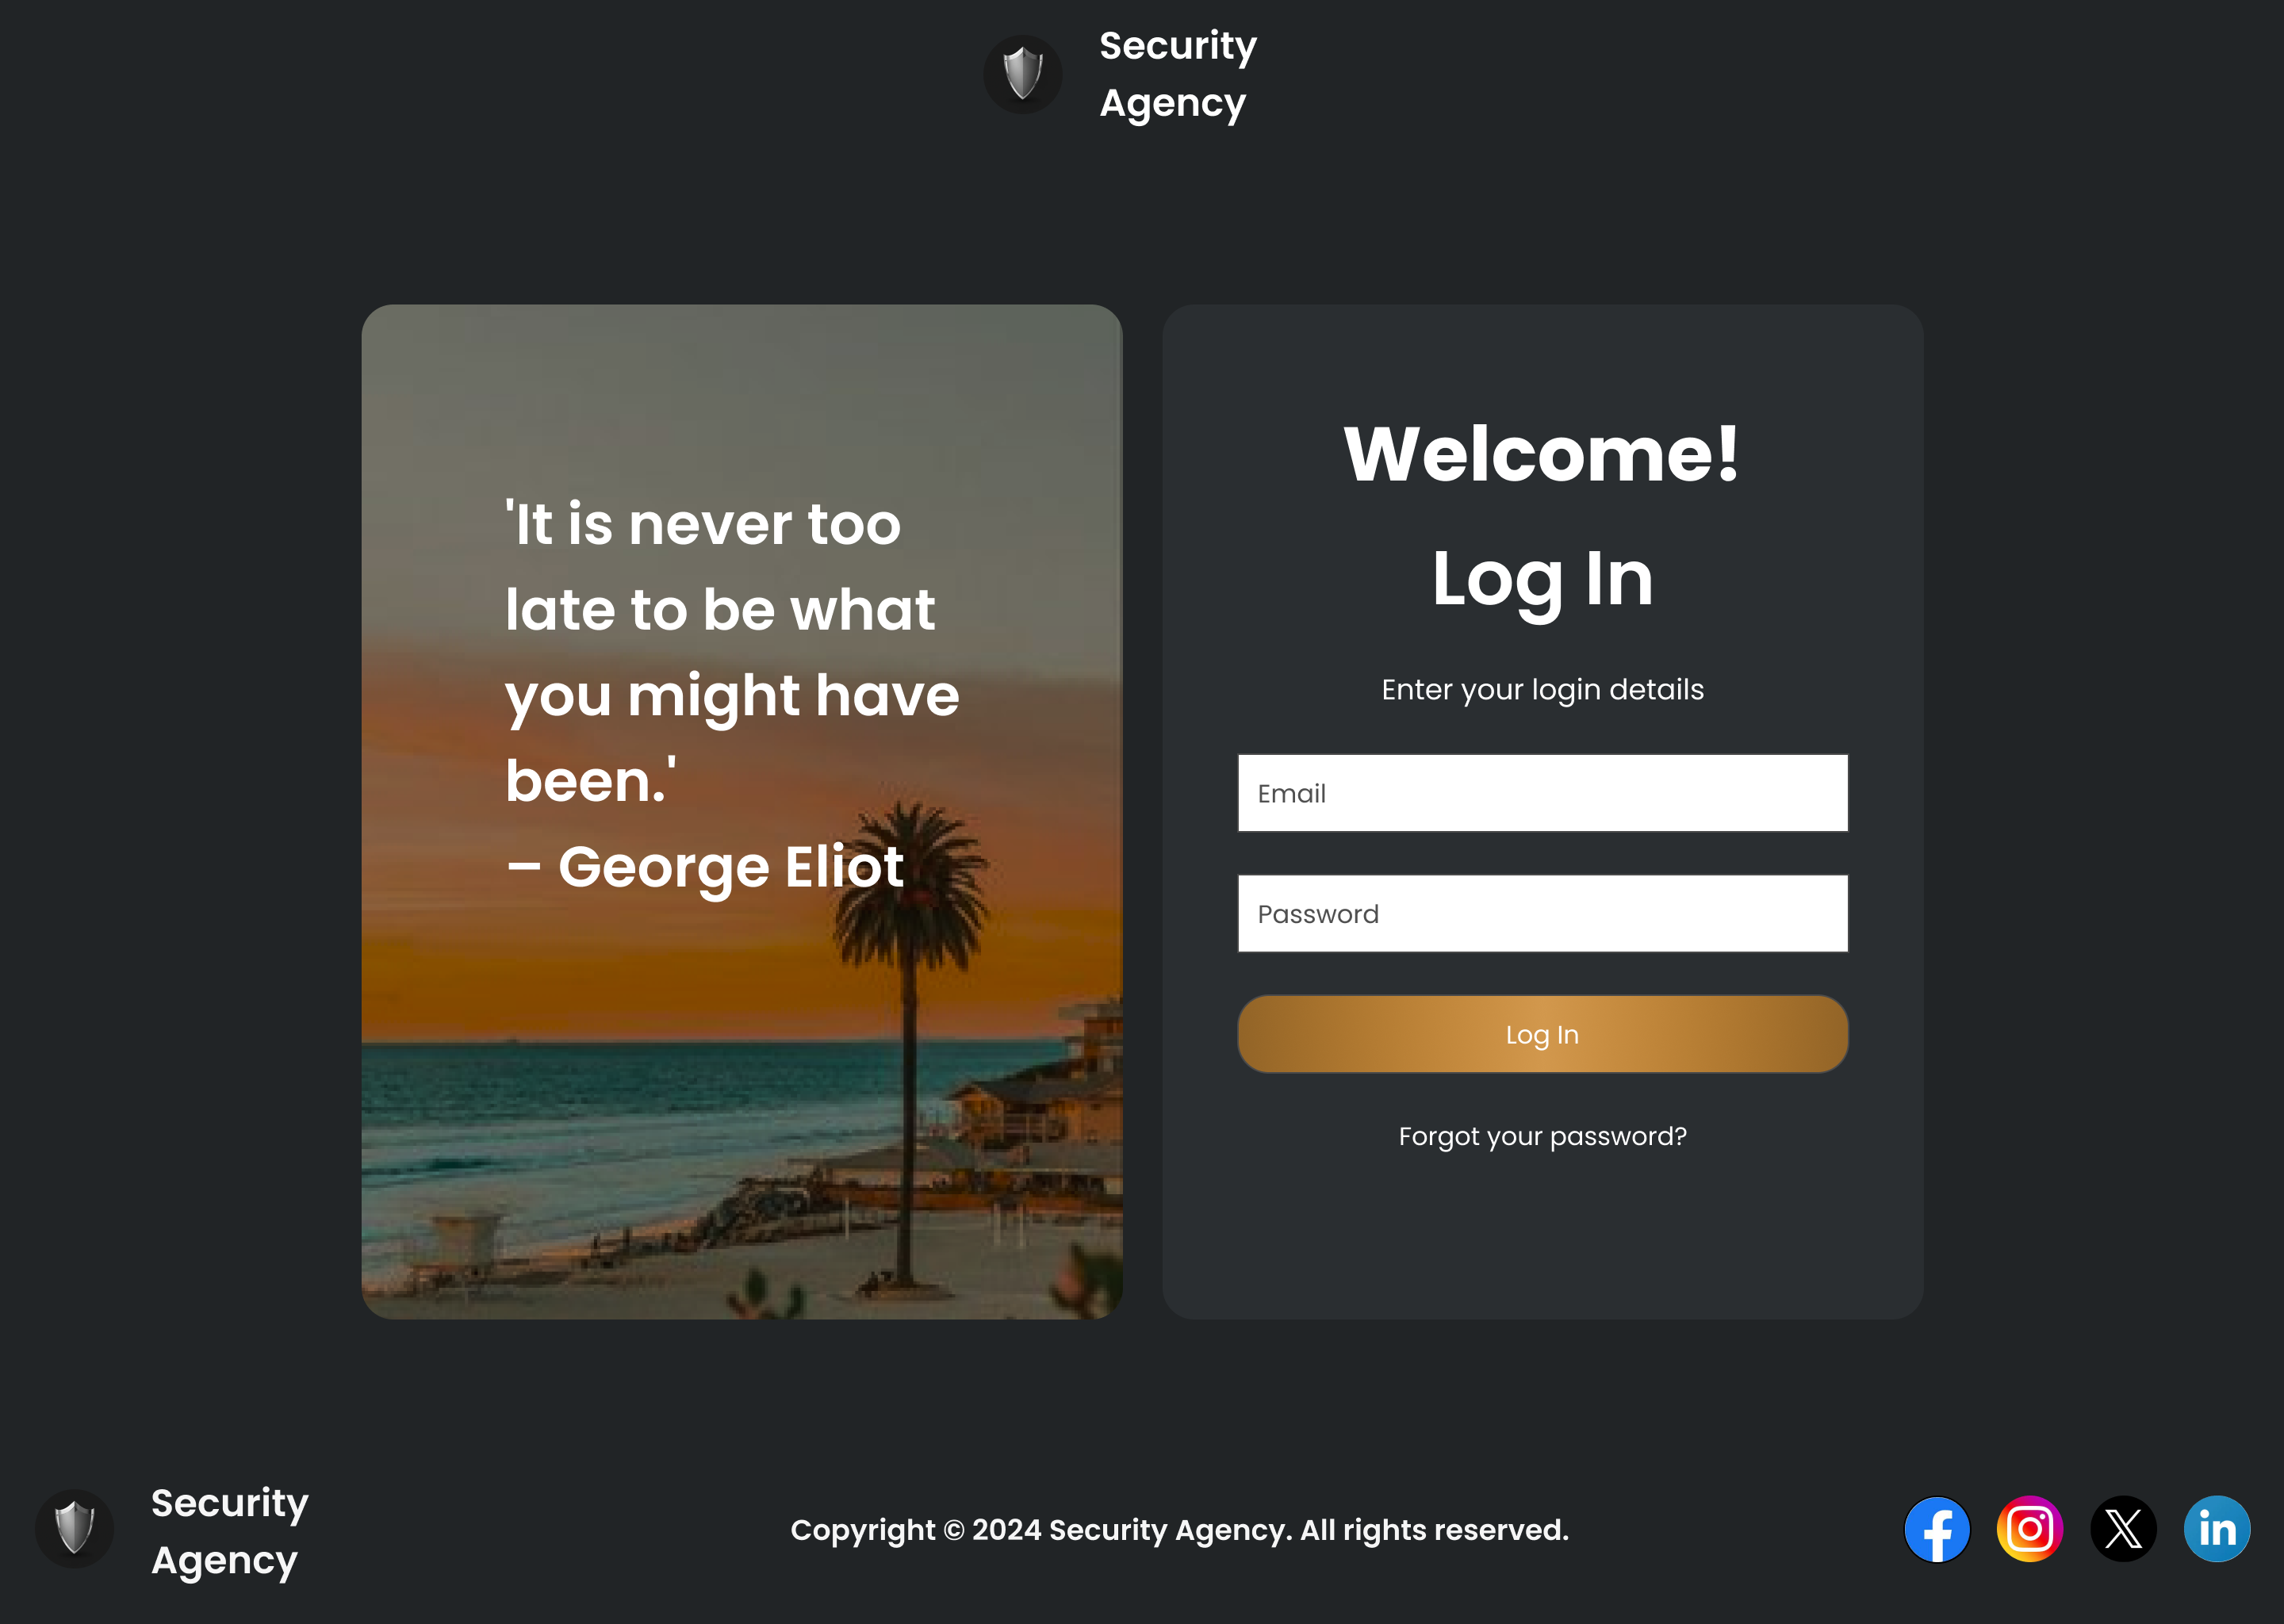 Security
Agency
'It is never too
late to be what
you might have
been.'
– George Eliot
Welcome!
Log In
Enter your login details
Email
Password
Log In
Forgot your password?
Security
Agency
Copyright © 2024 Security Agency. All rights reserved.